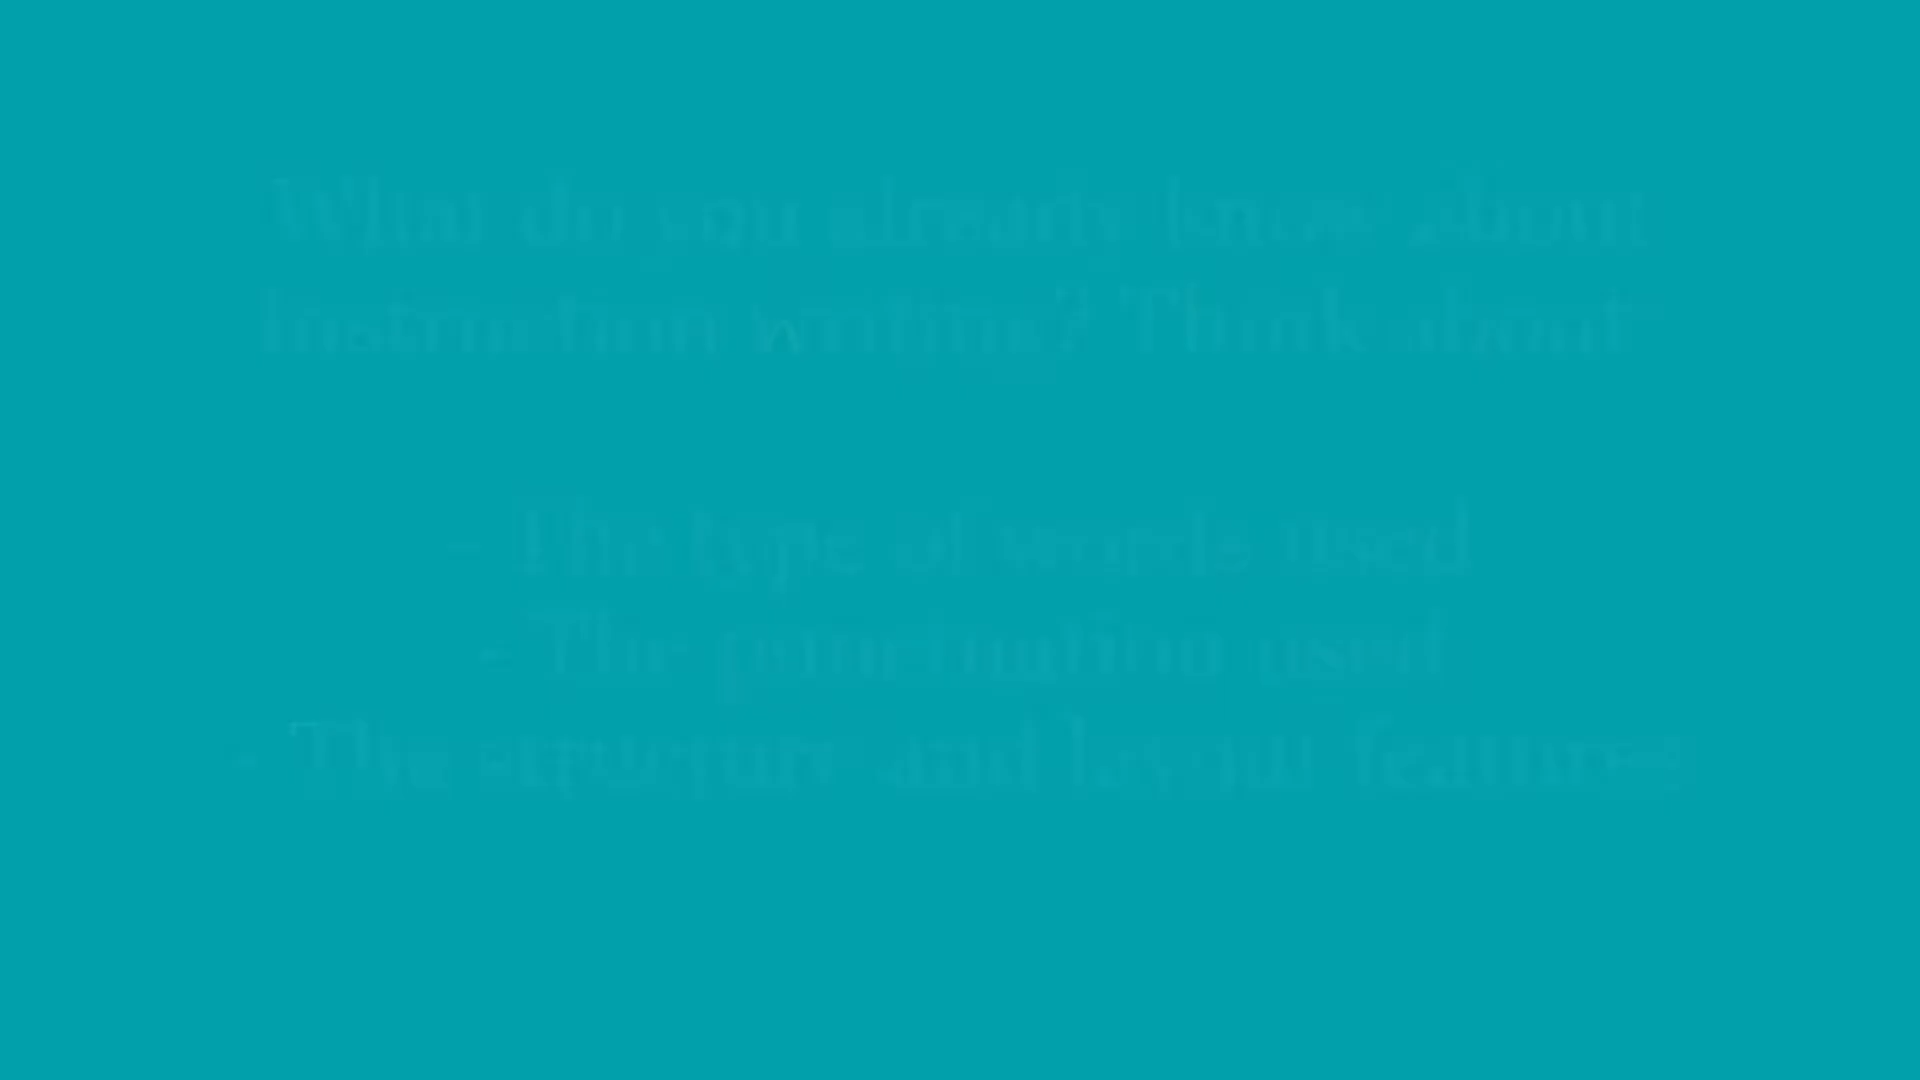 What do you already know about
instruction writing? Think about
- The type of words used
- The punctuation used
- The structure and layout features